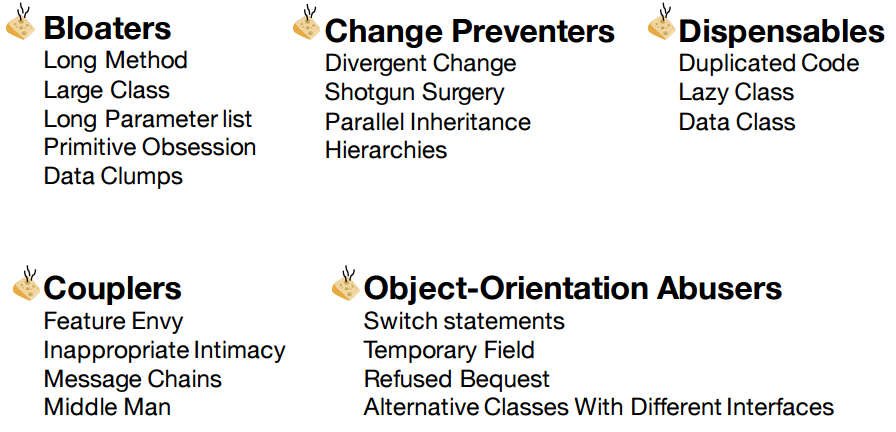 Bloaters
Long Method
Large Class
Long Parameter list
Primitive Obsession
Data Clumps
Change Preventers
Divergent Change
Shotgun Surgery
Parallel Inheritance
Hierarchies
Dispensables
Duplicated Code
Lazy Class
Data Class
Couplers
Feature Envy
Inappropriate Intimacy
Message Chains
Middle Man
Object-Orientation Abusers
Switch statements
Temporary Field
Refused Bequest
Alternative Classes With Different Interfaces